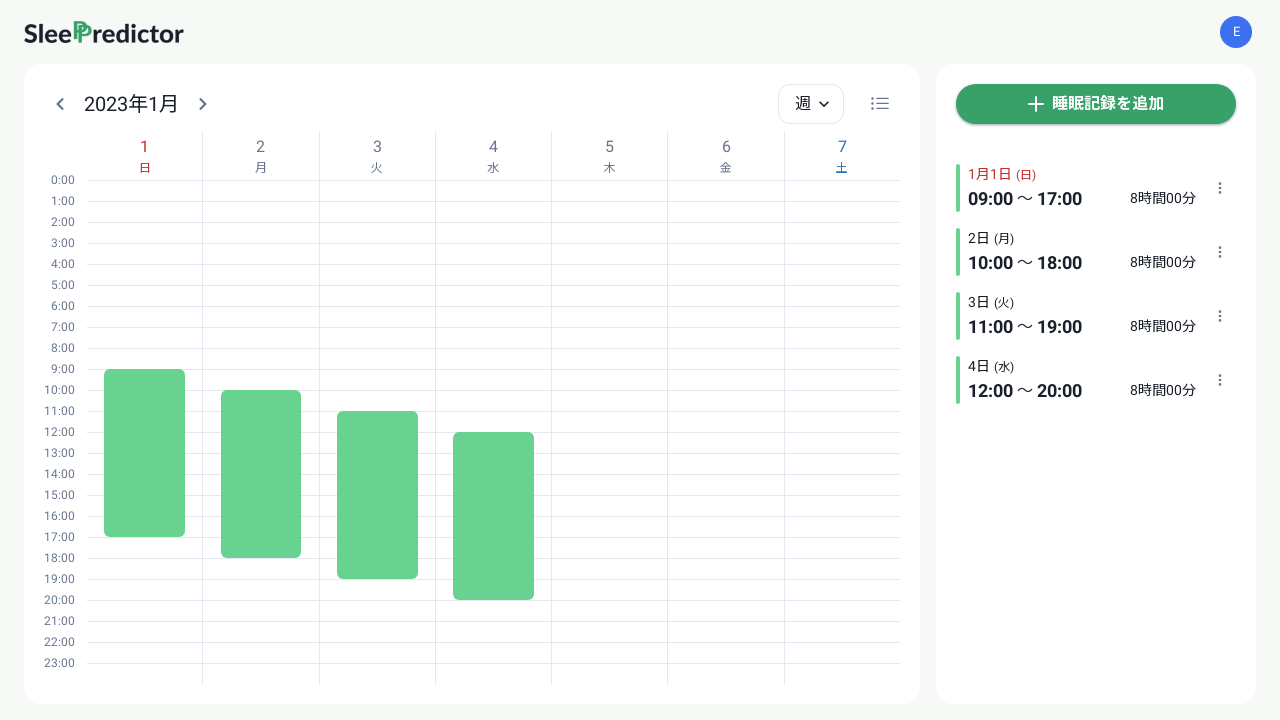 SleePredictor
E
2023年1月
週
1
日
2
月
3
火
4
水
5
木
6
金
7
土
0:00
1:00
2:00
3:00
4:00
5:00
6:00
7:00
8:00
9:00
10:00
11:00
12:00
13:00
14:00
15:00
16:00
17:00
18:00
19:00
20:00
21:00
22:00
23:00
睡眠記録を追加
1月1日 (日)
09:00 〜 17:00 8時間00分
2日 (月)
10:00 〜 18:00 8時間00分
3日 (火)
11:00 〜 19:00 8時間00分
4日 (水)
12:00 〜 20:00 8時間00分